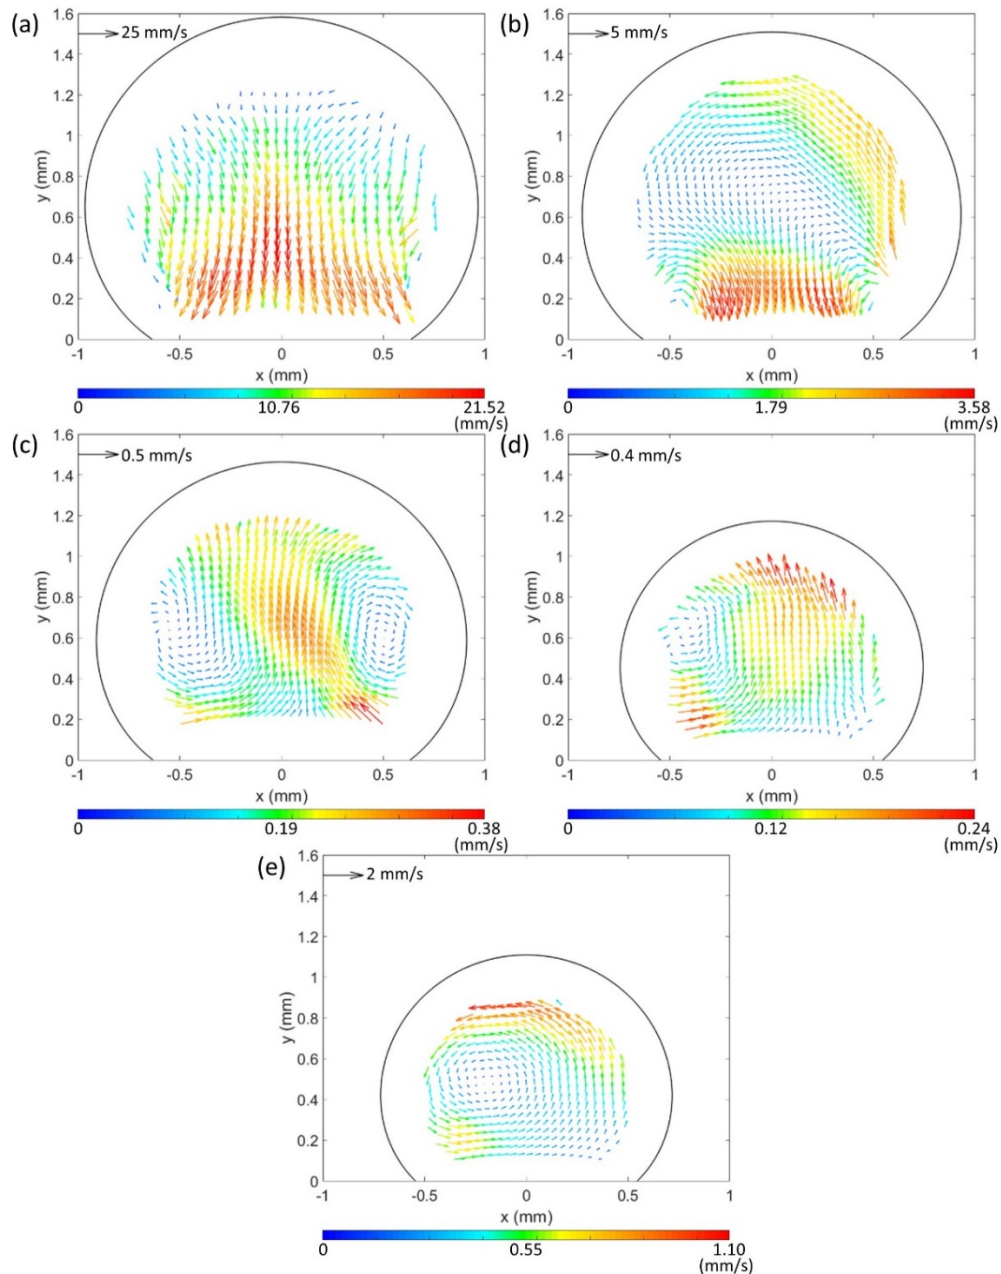 (a)
25 mm/s
1.6
1.4
1.2
1
0.8
0.6
0.4
0.2
0
y (mm)
-1 -0.5 0 0.5 1
x (mm)
0 10.76 21.52
(mm/s)
(b)
5 mm/s
1.6
1.4
1.2
1
0.8
0.6
0.4
0.2
0
y (mm)
-1 -0.5 0 0.5 1
x (mm)
0 1.79 3.58
(mm/s)
(c)
0.5 mm/s
1.6
1.4
1.2
1
0.8
0.6
0.4
0.2
0
y (mm)
-1 -0.5 0 0.5 1
x (mm)
0 0.19 0.38
(mm/s)
(d)
0.4 mm/s
1.6
1.4
1.2
1
0.8
0.6
0.4
0.2
0
y (mm)
-1 -0.5 0 0.5 1
x (mm)
0 0.12 0.24
(mm/s)
(e)
2 mm/s
1.6
1.4
1.2
1
0.8
0.6
0.4
0.2
0
y (mm)
-1 -0.5 0 0.5 1
x (mm)
0 0.55 1.10
(mm/s)